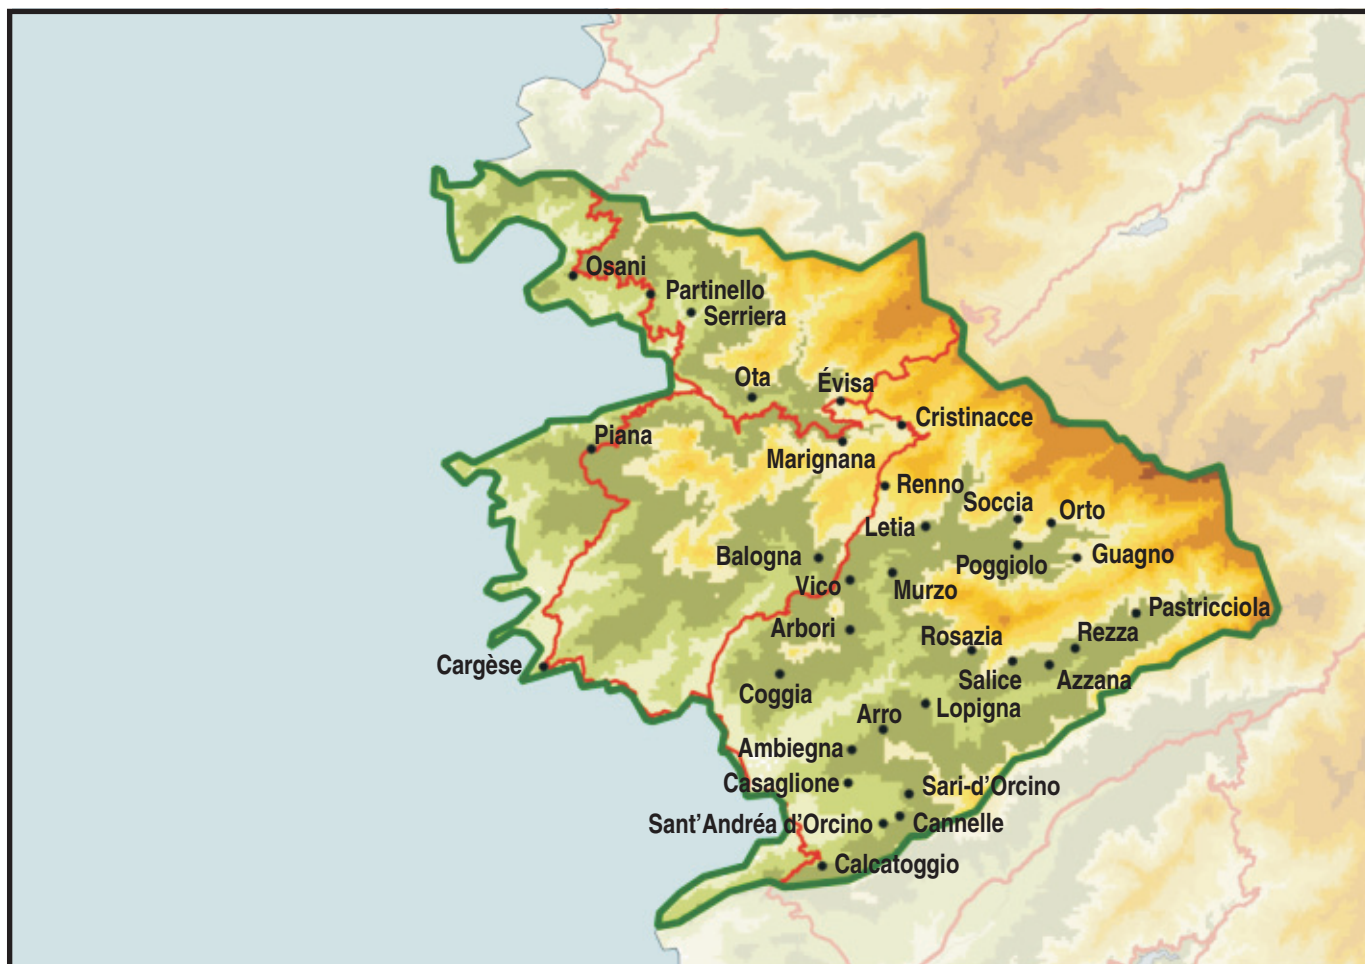 Osani
Partinello
Serriera
Ota
Évisa
Cristinacce
Piana
Marignana
Renno
Soccia
Orto
Letia
Balogna
Poggiolo
Guagno
Vico
Murzo
Pastricciola
Arbori
Rosazia
Rezza
Cargèse
Salice
Azzana
Coggia
Lopigna
Arro
Ambiegna
Casaglione
Sari-d'Orcino
Sant'Andréa d'Orcino
Cannelle
Calcatoggio